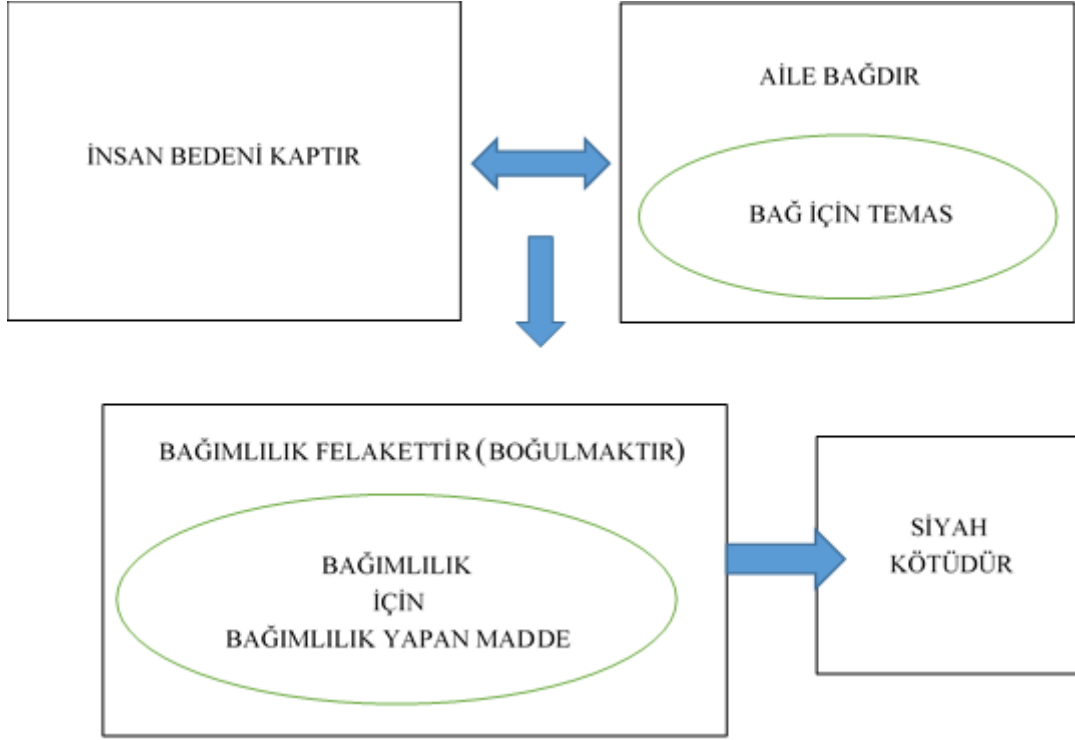 İNSAN BEDENİ KAPTIR
AİLE BAĞDIR
BAĞ İÇİN TEMAS
BAĞIMLILIK FELAKETTİR (BOĞULMAKTIR)
BAĞIMLILIK
İÇİN
BAĞIMLILIK YAPAN MADDE
SİYAH
KÖTÜDÜR